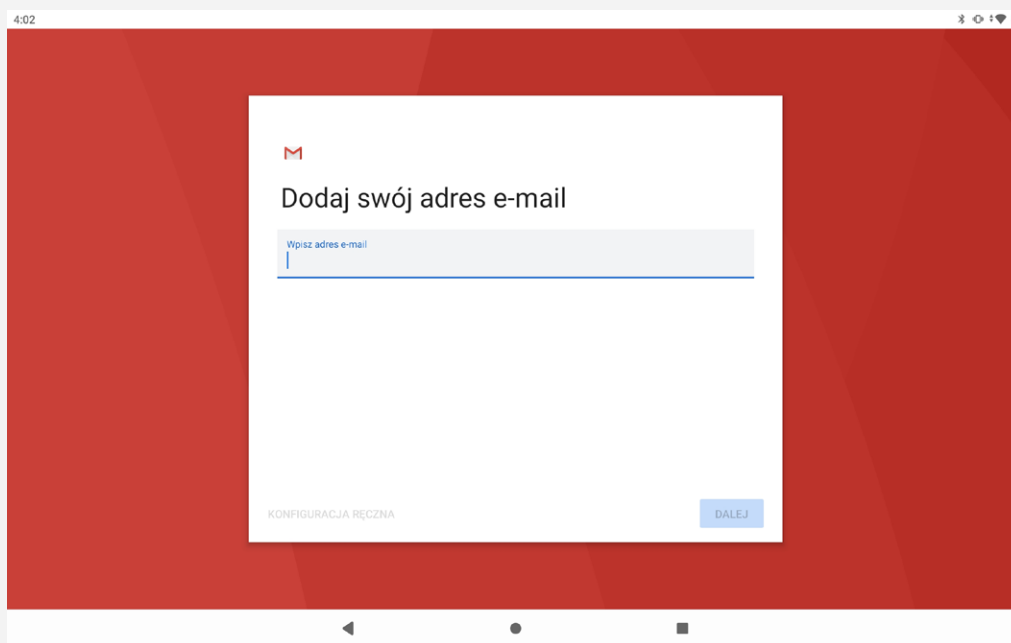 4:02
Dodaj swój adres e-mail
Wpisz adres e-mail
KONFIGURACJA RĘCZNA
DALEJ